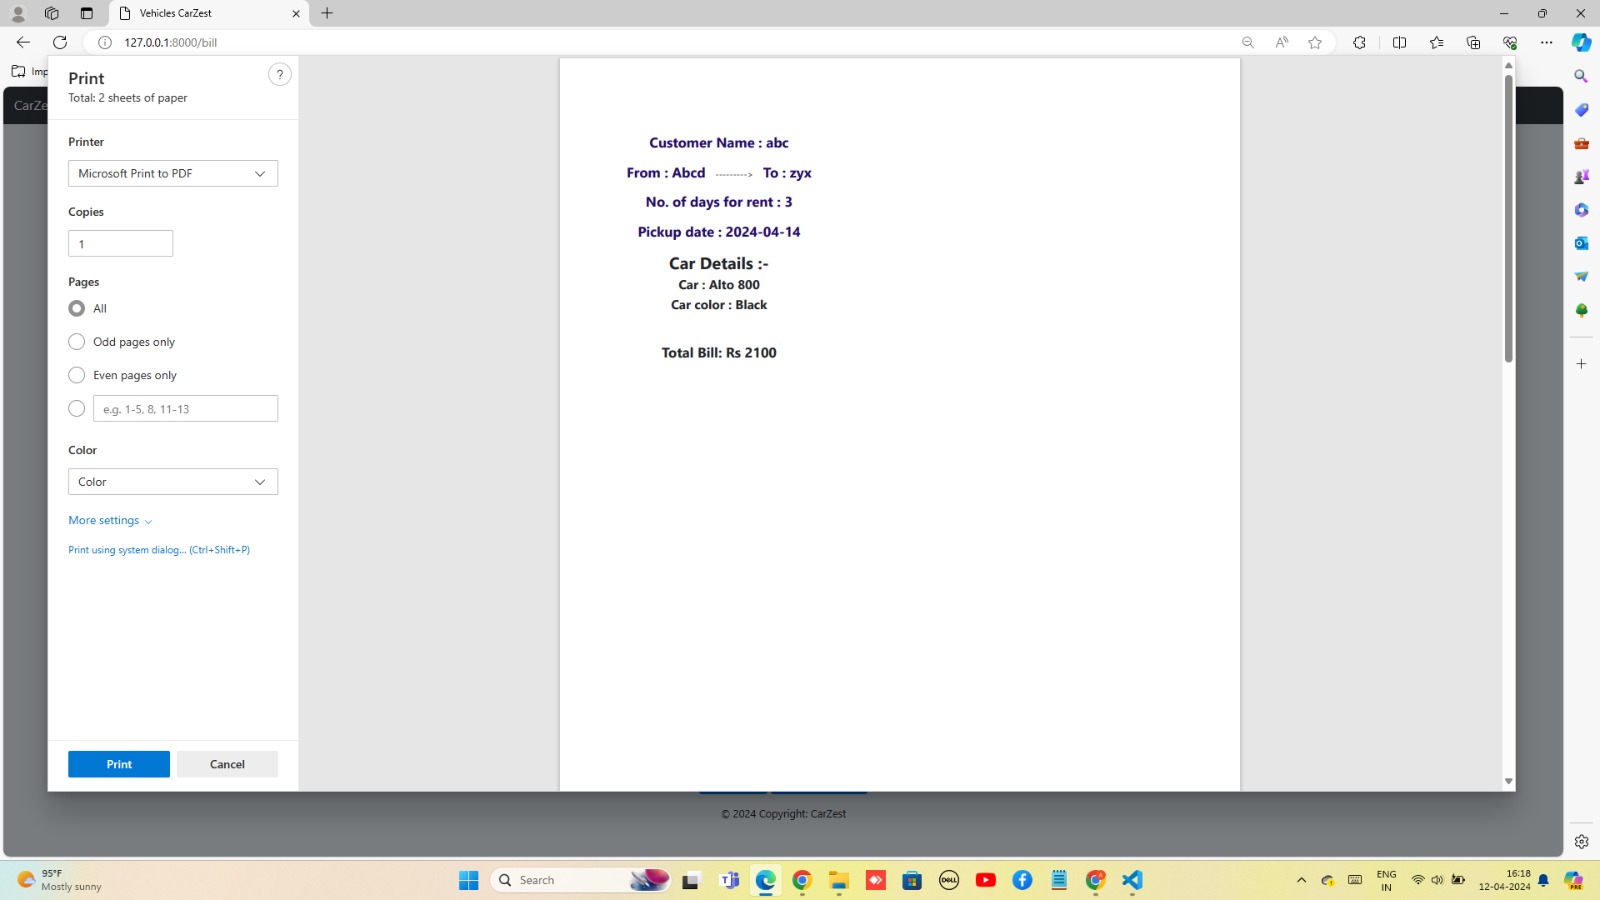 Vehicles CarZest
127.0.0.1:8000/bill
Imp
CarZe
Print
Total: 2 sheets of paper
?
Printer
Microsoft Print to PDF
Copies
1
Pages
All
Odd pages only
Even pages only
e.g. 1-5, 8, 11-13
Color
Color
More settings
Print using system dialog... (Ctrl+Shift+P)
Print
Cancel
Customer Name : abc
From : Abcd ---------> To : zyx
No. of days for rent : 3
Pickup date : 2024-04-14
Car Details :-
Car : Alto 800
Car color : Black
Total Bill: Rs 2100
© 2024 Copyright: CarZest
95°F
Mostly sunny
Search
DELL
ENG
IN
16:18
12-04-2024
PRE